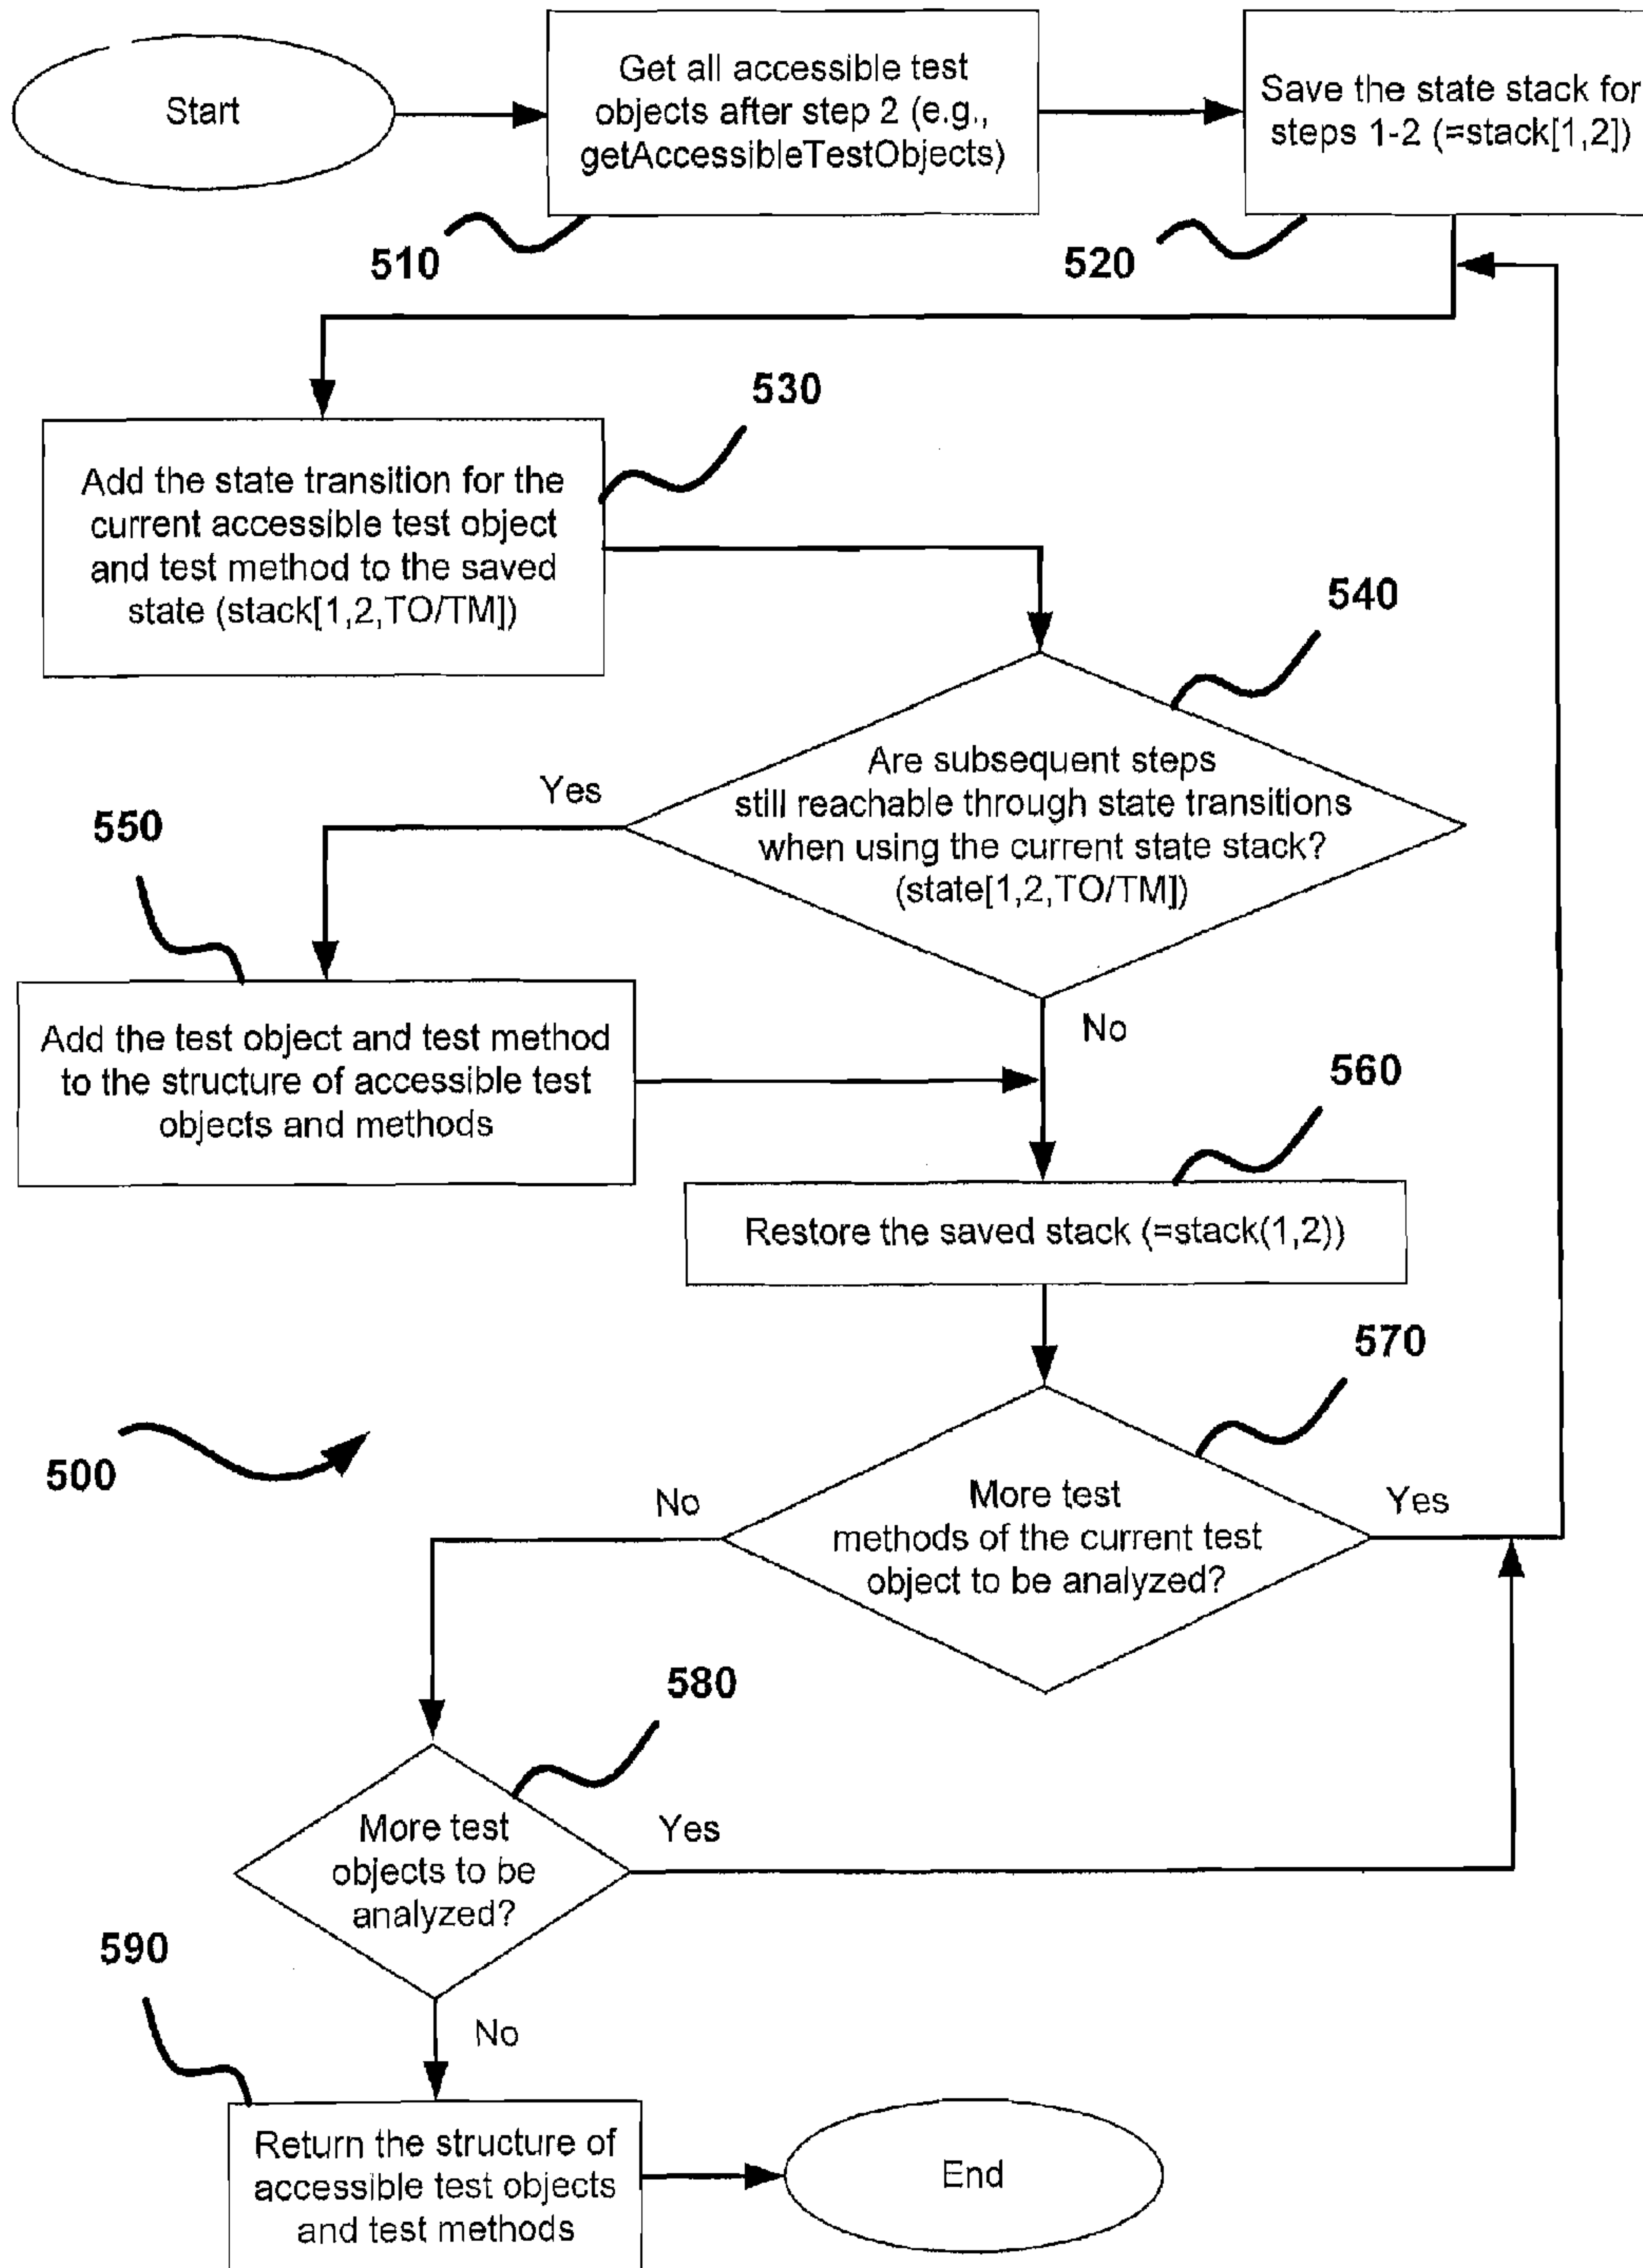 Start
Get all accessible test
objects after step 2 (e.g.,
getAccessibleTestObjects)
Save the state stack for
steps 1-2 (=stack[1,2])
510
520
530
Add the state transition for the
current accessible test object
and test method to the saved
state (stack[1,2,TO/TM])
540
Are subsequent steps
still reachable through state transitions
when using the current state stack?
(state[1,2,TO/TM])
Yes
550
No
Add the test object and test method
to the structure of accessible test
objects and methods
560
Restore the saved stack (=stack(1,2))
570
500
No
More test
methods of the current test
object to be analyzed?
Yes
580
More test
objects to be
analyzed?
Yes
590
No
Return the structure of
accessible test objects
and test methods
End